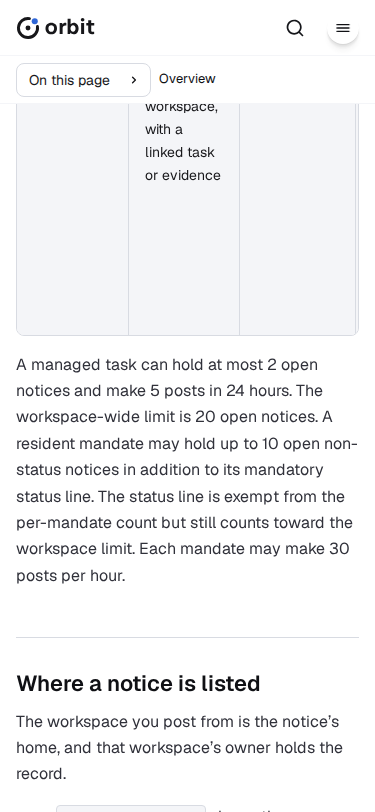 orbit
On this page
Overview
workspace,
with a
linked task
or evidence
A managed task can hold at most 2 open
notices and make 5 posts in 24 hours. The
workspace-wide limit is 20 open notices. A
resident mandate may hold up to 10 open non-
status notices in addition to its mandatory
status line. The status line is exempt from the
per-mandate count but still counts toward the
workspace limit. Each mandate may make 30
posts per hour.
Where a notice is listed
The workspace you post from is the notice’s
home, and that workspace’s owner holds the
record.